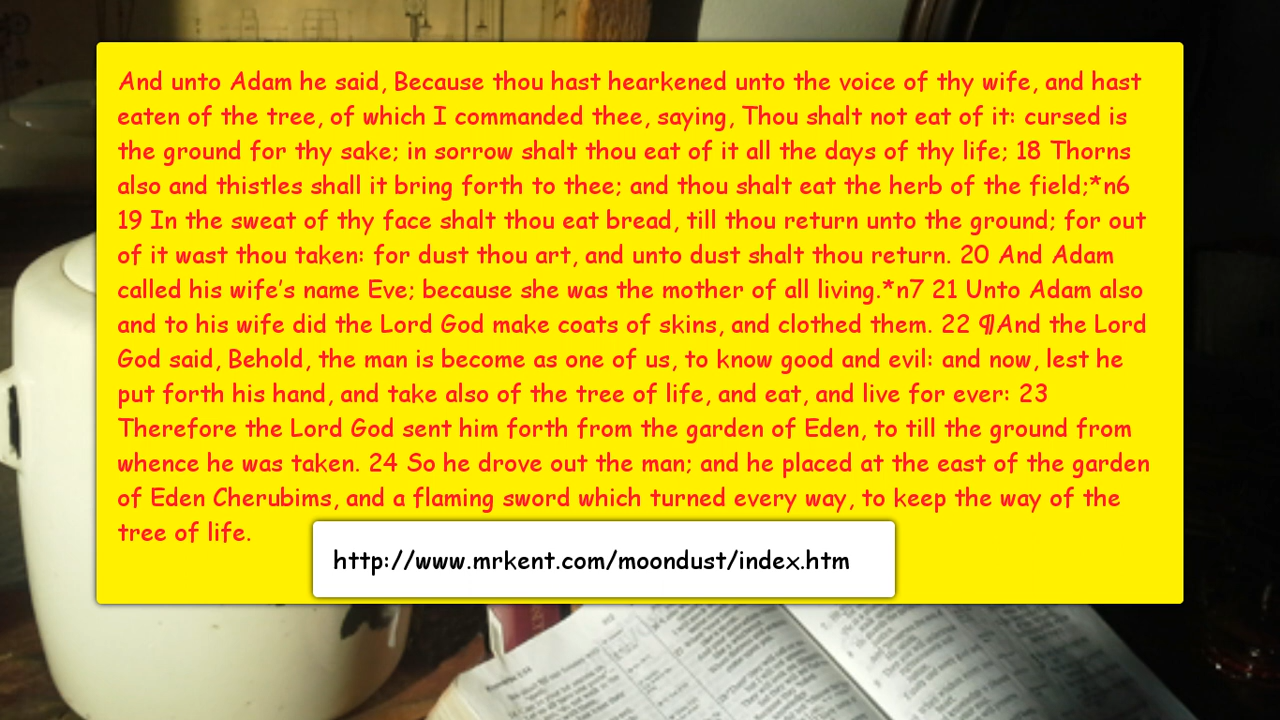 And unto Adam he said, Because thou hast hearkened unto the voice of thy wife, and hast
eaten of the tree, of which I commanded thee, saying, Thou shalt not eat of it: cursed is
the ground for thy sake; in sorrow shalt thou eat of it all the days of thy life; 18 Thorns
also and thistles shall it bring forth to thee; and thou shalt eat the herb of the field;*n6
19 In the sweat of thy face shalt thou eat bread, till thou return unto the ground; for out
of it wast thou taken: for dust thou art, and unto dust shalt thou return. 20 And Adam
called his wife’s name Eve; because she was the mother of all living.*n7 21 Unto Adam also
and to his wife did the Lord God make coats of skins, and clothed them. 22 ¶And the Lord
God said, Behold, the man is become as one of us, to know good and evil: and now, lest he
put forth his hand, and take also of the tree of life, and eat, and live for ever: 23
Therefore the Lord God sent him forth from the garden of Eden, to till the ground from
whence he was taken. 24 So he drove out the man; and he placed at the east of the garden
of Eden Cherubims, and a flaming sword which turned every way, to keep the way of the
tree of life.
http://www.mrkent.com/moondust/index.htm